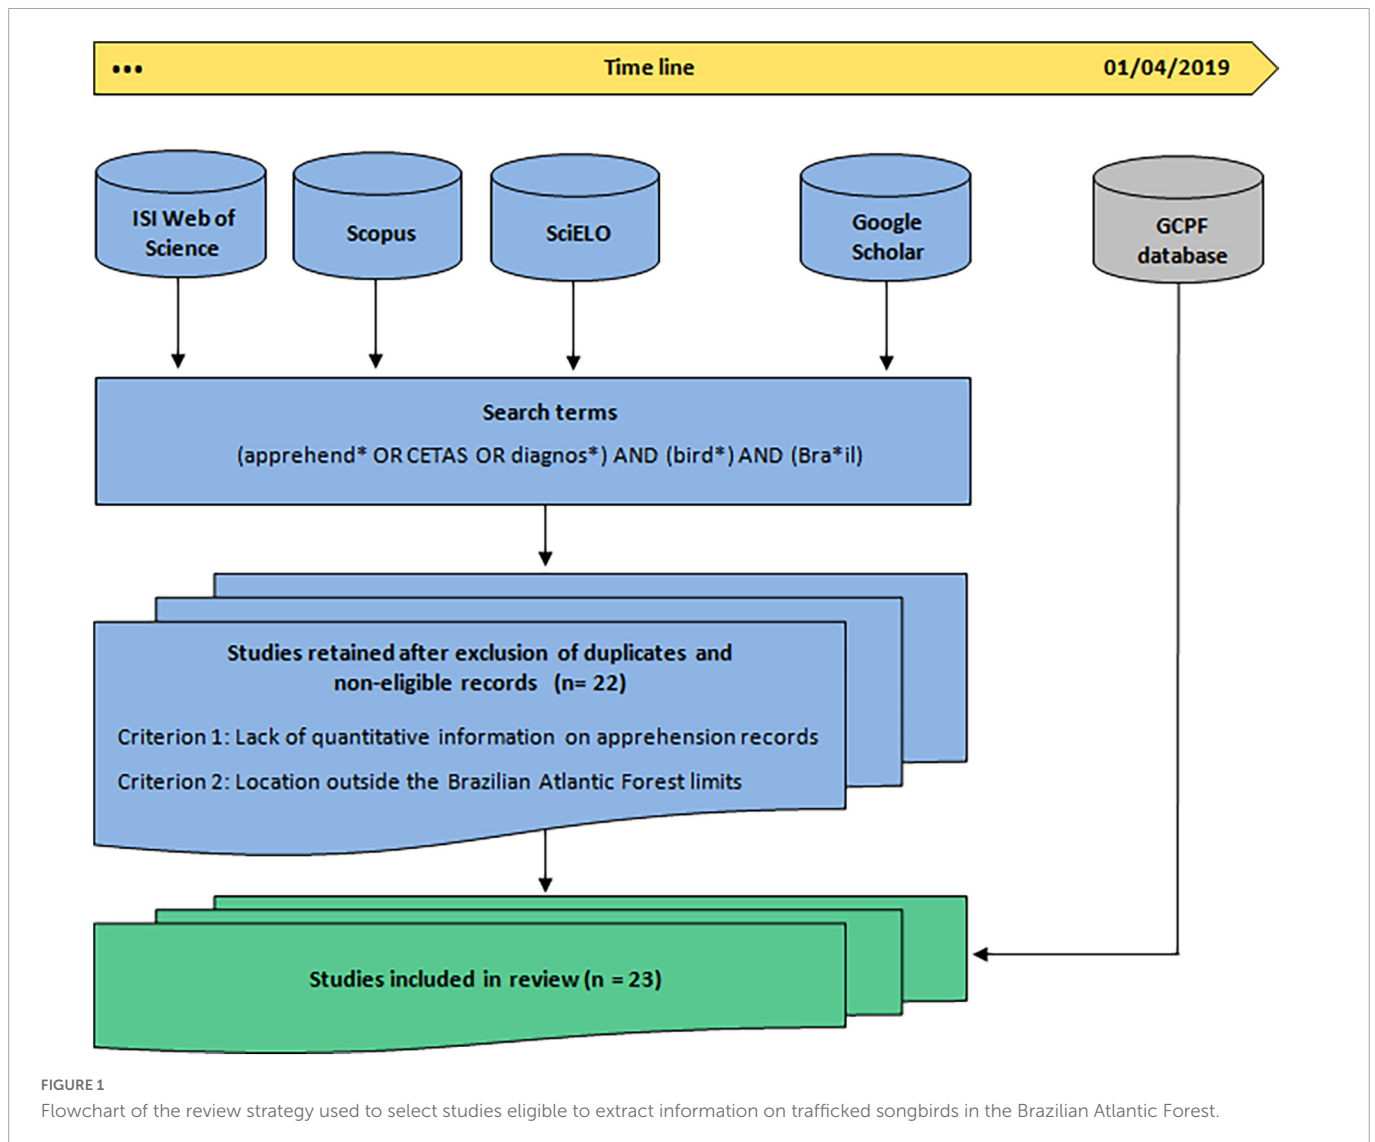 ••• Time line 01/04/2019
ISI Web of
Science
Scopus
SciELO
Google
Scholar
GCPF
database
Search terms
(apprehend* OR CETAS OR diagnos*) AND (bird*) AND (Bra*il)
Studies retained after exclusion of duplicates and
non-eligible records (n= 22)
Criterion 1: Lack of quantitative information on apprehension records
Criterion 2: Location outside the Brazilian Atlantic Forest limits
Studies included in review (n = 23)
FIGURE 1
Flowchart of the review strategy used to select studies eligible to extract information on trafficked songbirds in the Brazilian Atlantic Forest.